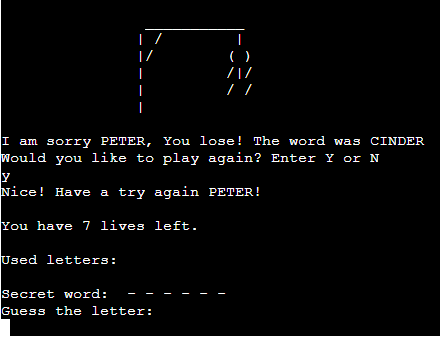 I am sorry PETER, You lose! The word was CINDER
Would you like to play again? Enter Y or N
y
Nice! Have a try again PETER!
You have 7 lives left.
Used letters:
Secret word:  - - - - - -
Guess the letter: